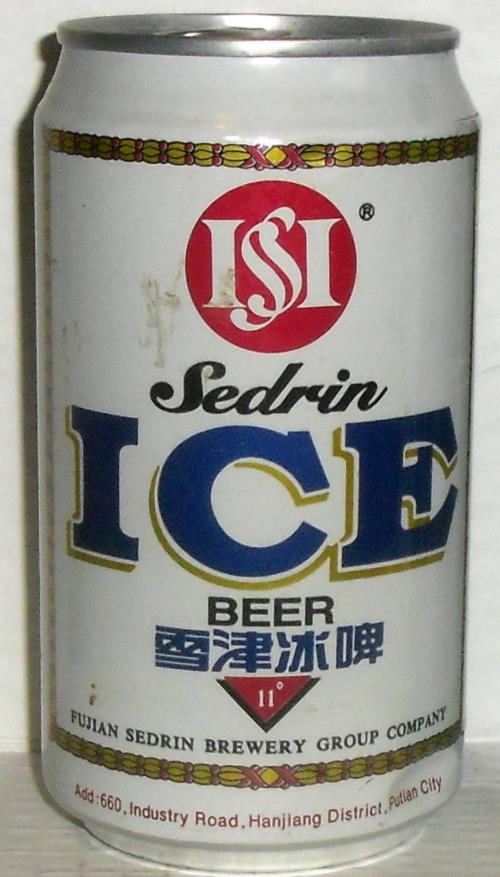 ISI
®
Sedrin
ICE
BEER
雪津冰啤
11°
FUJIAN SEDRIN BREWERY GROUP COMPANY
Add:660,Industry Road,Hanjiang District,Putian City